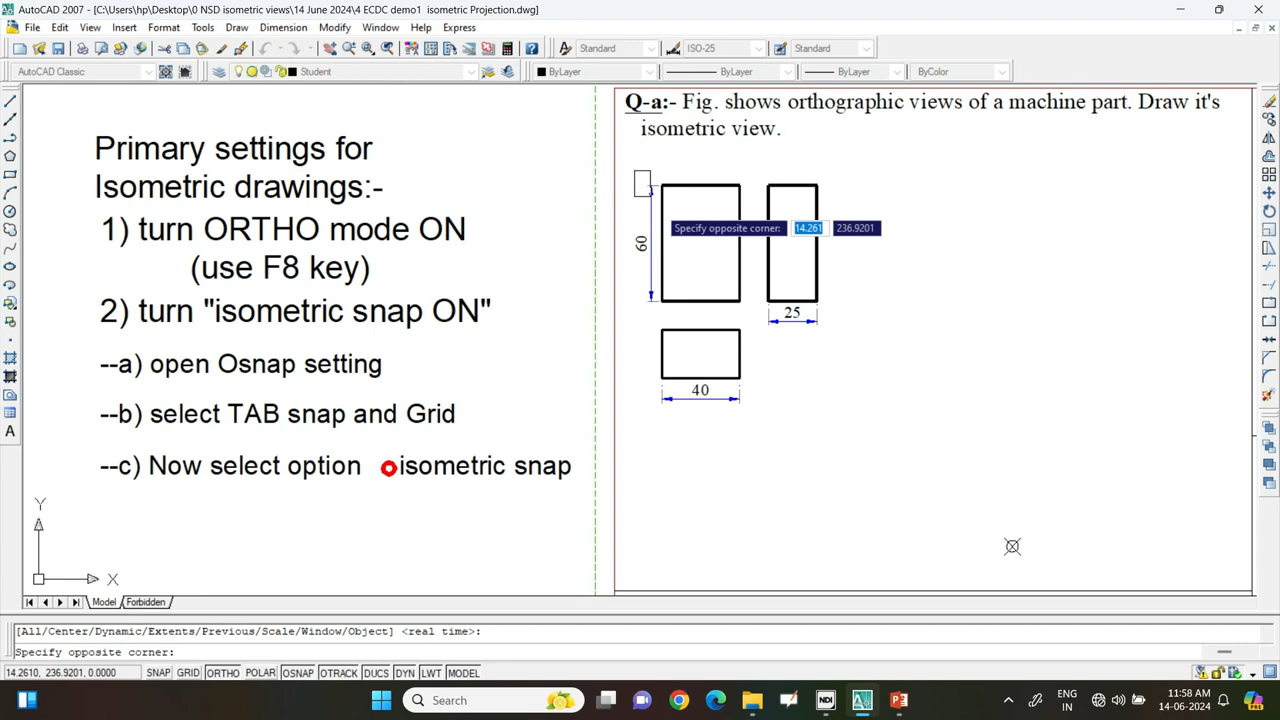 AutoCAD 2007 - [C:\Users\hp\Desktop\0 NSD isometric views\14 June 2024\4 ECDC demo1  isometric Projection.dwg]
File Edit View Insert Format Tools Draw Dimension Modify Window Help Express
Standard ISO-25 Standard
AutoCAD Classic Student ByLayer ByLayer ByLayer ByColor
Primary settings for
Isometric drawings:-
1) turn ORTHO mode ON
(use F8 key)
2) turn "isometric snap ON"
--a) open Osnap setting
--b) select TAB snap and Grid
--c) Now select option isometric snap
Y
X
Q-a:- Fig. shows orthographic views of a machine part. Draw it's
isometric view.
Specify opposite corner: 14.261 236.9201
60
25
40
Model Forbidden
[All/Center/Dynamic/Extents/Previous/Scale/Window/Object] <real time>:
Specify opposite corner:
14.2610, 236.9201, 0.0000 SNAP GRID ORTHO POLAR OSNAP OTRACK DUCS DYN LWT MODEL
Search
ENG
IN
11:58 AM
14-06-2024